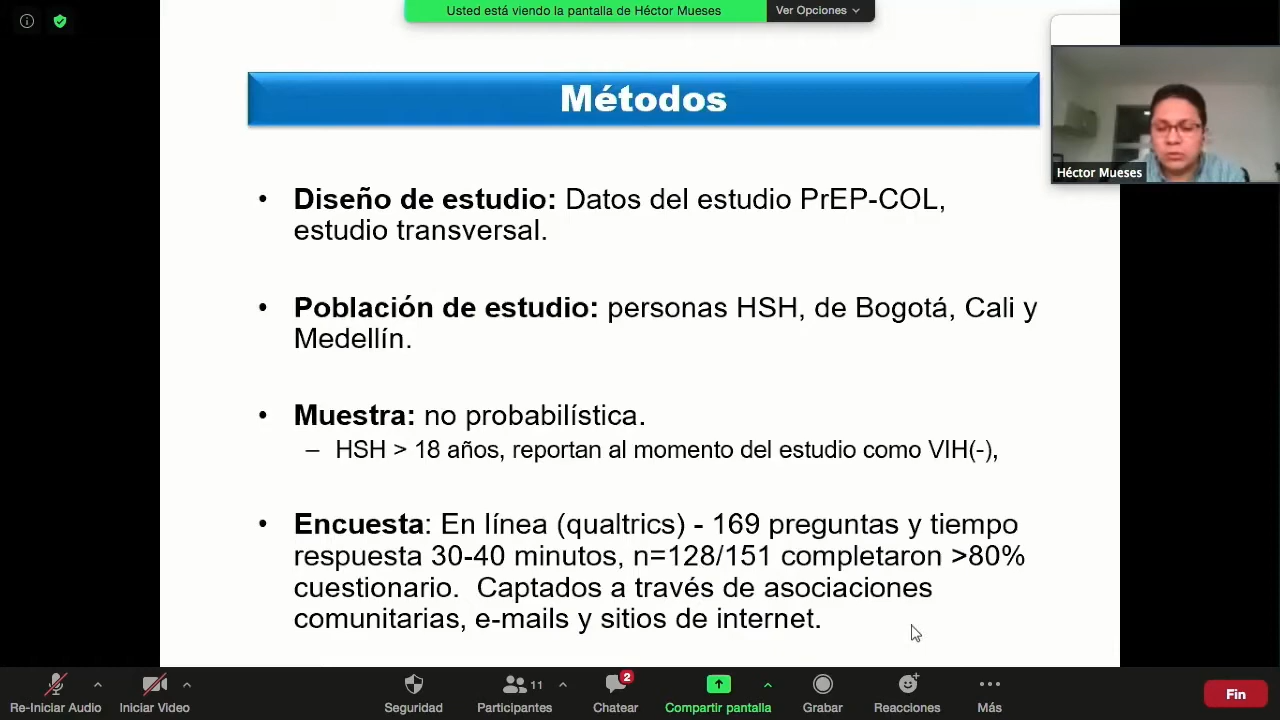 Usted está viendo la pantalla de Héctor Mueses
Ver Opciones
Métodos
Héctor Mueses
• Diseño de estudio: Datos del estudio PrEP-COL,
estudio transversal.
• Población de estudio: personas HSH, de Bogotá, Cali y
Medellín.
• Muestra: no probabilística.
– HSH > 18 años, reportan al momento del estudio como VIH(-),
• Encuesta: En línea (qualtrics) - 169 preguntas y tiempo
respuesta 30-40 minutos, n=128/151 completaron >80%
cuestionario. Captados a través de asociaciones
comunitarias, e-mails y sitios de internet.
11
2
Re-Iniciar Audio
Iniciar Video
Seguridad
Participantes
Chatear
Compartir pantalla
Grabar
Reacciones
Más
Fin